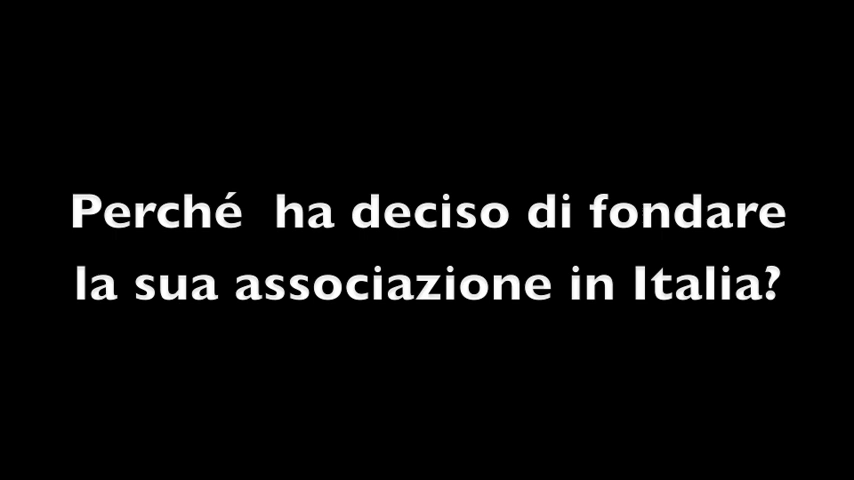 Perché  ha deciso di fondare
la sua associazione in Italia?